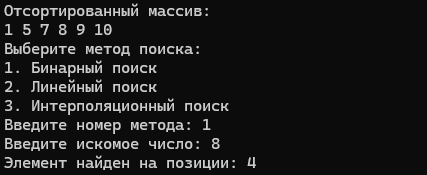 Отсортированный массив:
1 5 7 8 9 10
Выберите метод поиска:
1. Бинарный поиск
2. Линейный поиск
3. Интерполяционный поиск
Введите номер метода: 1
Введите искомое число: 8
Элемент найден на позиции: 4